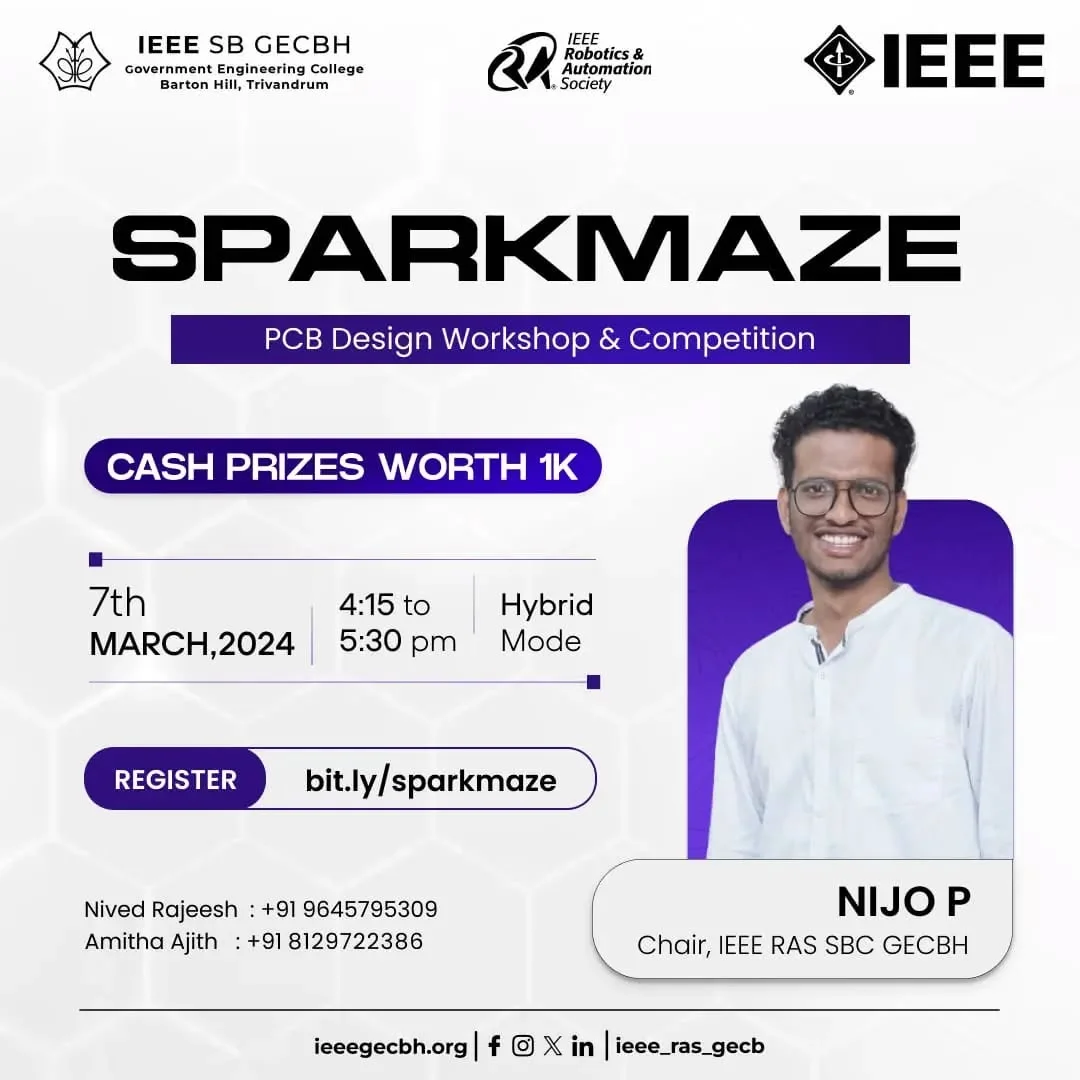 IEEE SB GECBH
Government Engineering College
Barton Hill, Trivandrum
IEEE
Robotics &
Automation
Society
IEEE
SPARKMAZE
PCB Design Workshop & Competition
CASH PRIZES WORTH 1K
7th
MARCH,2024
4:15 to
5:30 pm
Hybrid
Mode
REGISTER
bit.ly/sparkmaze
Nived Rajeesh : +91 9645795309
Amitha Ajith : +91 8129722386
NIJO P
Chair, IEEE RAS SBC GECBH
ieeegecbh.org | ieee_ras_gecb